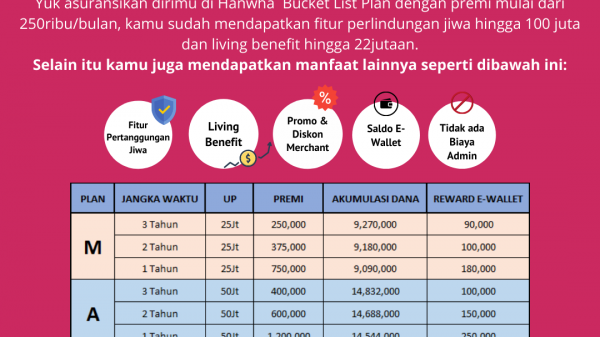 Yuk asuransikan dirimu di Hanwha Bucket List Plan dengan premi mulai dari
250ribu/bulan, kamu sudah mendapatkan fitur perlindungan jiwa hingga 100 juta
dan living benefit hingga 22jutaan.
Selain itu kamu juga mendapatkan manfaat lainnya seperti dibawah ini:
Fitur
Pertanggungan
Jiwa
Living
Benefit
Promo &
Diskon
Merchant
Saldo E-
Wallet
Tidak ada
Biaya
Admin
PLAN JANGKA WAKTU UP PREMI AKUMULASI DANA REWARD E-WALLET
M
3 Tahun 25Jt 250,000 9,270,000 90,000
2 Tahun 25Jt 375,000 9,180,000 100,000
1 Tahun 25Jt 750,000 9,090,000 180,000
A
3 Tahun 50Jt 400,000 14,832,000 100,000
2 Tahun 50Jt 600,000 14,688,000 150,000
1 Tahun 50Jt 1,200,000 14,544,000 250,000